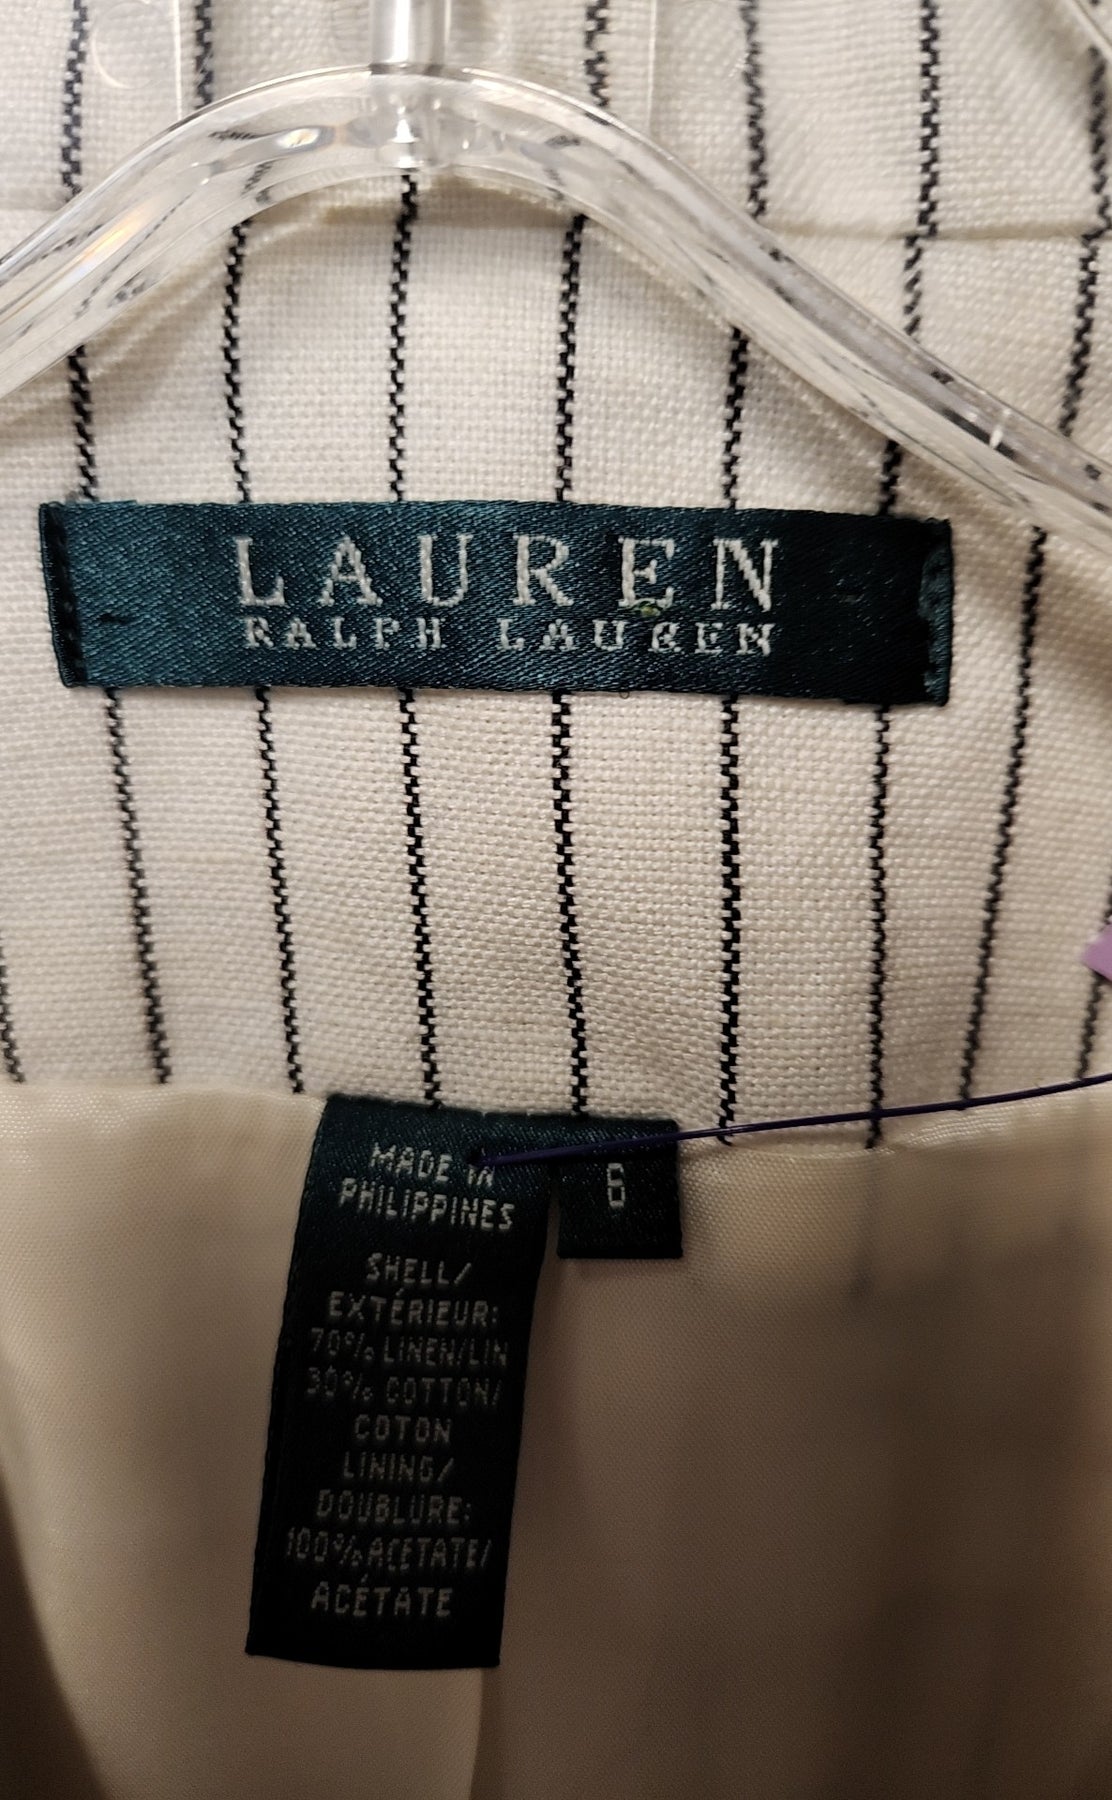 LAUREN
RALPH LAUREN
MADE IN
PHILIPPINES
6
SHELL/
EXTÉRIEUR:
70% LINEN/LIN
30% COTTON/
COTON
LINING/
DOUBLURE:
100% ACETATE/
ACÉTATE